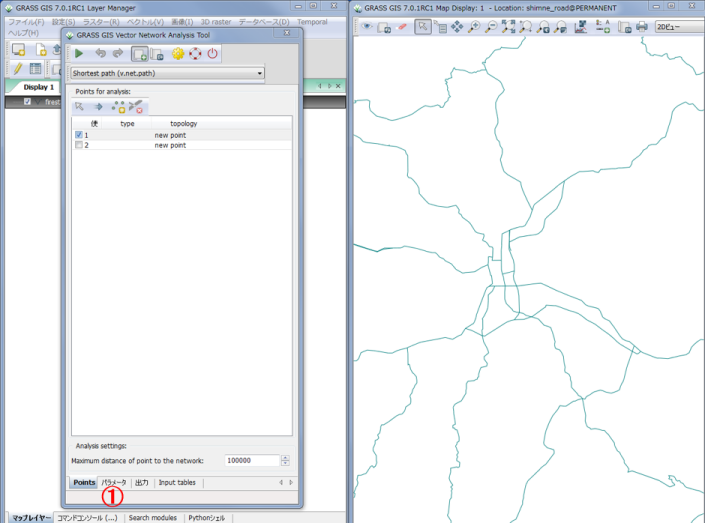 GRASS GIS 7.0.1RC1 Layer Manager
ファイル(F) 設定(S) ラスター(R) ベクトル(V) 画像(I) 3D raster データベース(D) Temporal
ヘルプ(H)
Display 1
firest
GRASS GIS Vector Network Analysis Tool
Shortest path (v.net.path)
Points for analysis:
使 type topology
1 new point
2 new point
Analysis settings:
Maximum distance of point to the network: 100000
Points パラメータ 出力 Input tables
①
マップレイヤー コマンドコンソール (...) Search modules Pythonシェル
GRASS GIS 7.0.1RC1 Map Display: 1 - Location: shimne_road@PERMANENT
2Dビュー